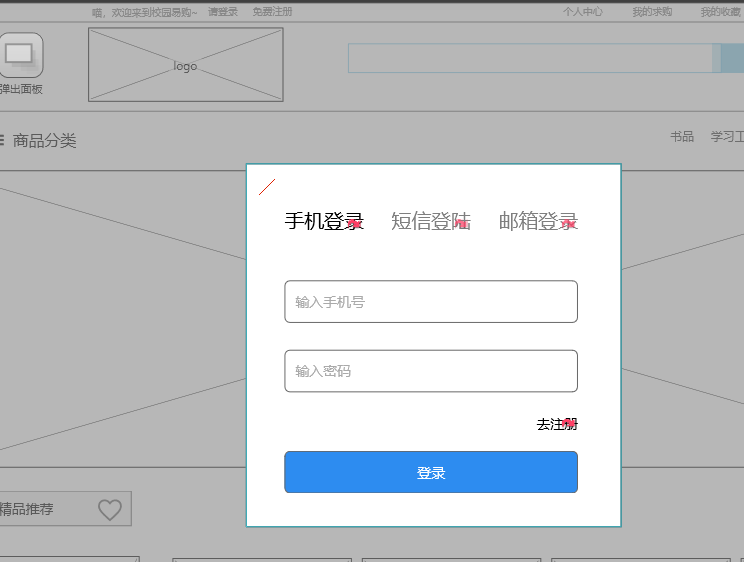 喵，欢迎来到校园易购~ 请登录 免费注册 个人中心 我的求购 我的收藏
logo
弹出面板
商品分类 书品 学习工
手机登录 短信登陆 邮箱登录
输入手机号
输入密码
去注册
登录
精品推荐